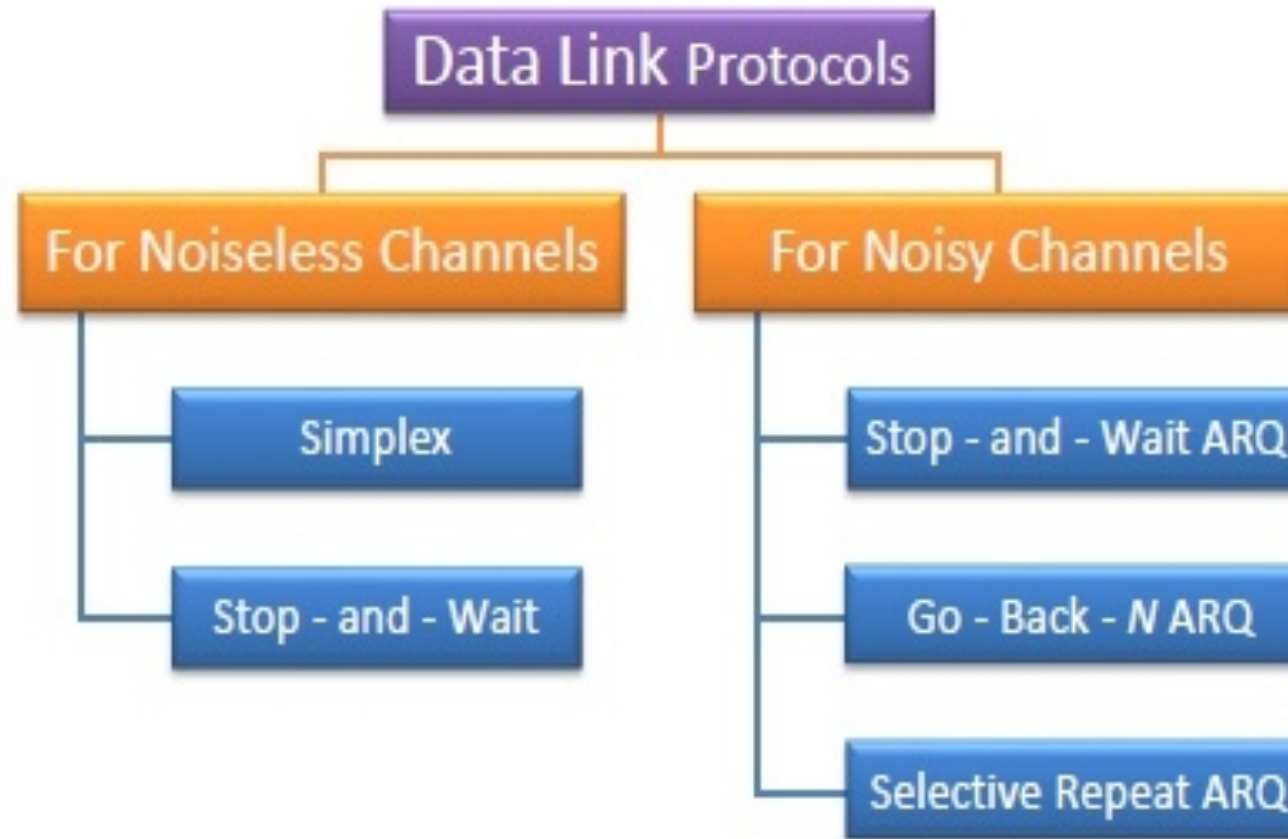 Data Link Protocols
For Noiseless Channels
Simplex
Stop - and - Wait
For Noisy Channels
Stop - and - Wait ARQ
Go - Back - N ARQ
Selective Repeat ARQ